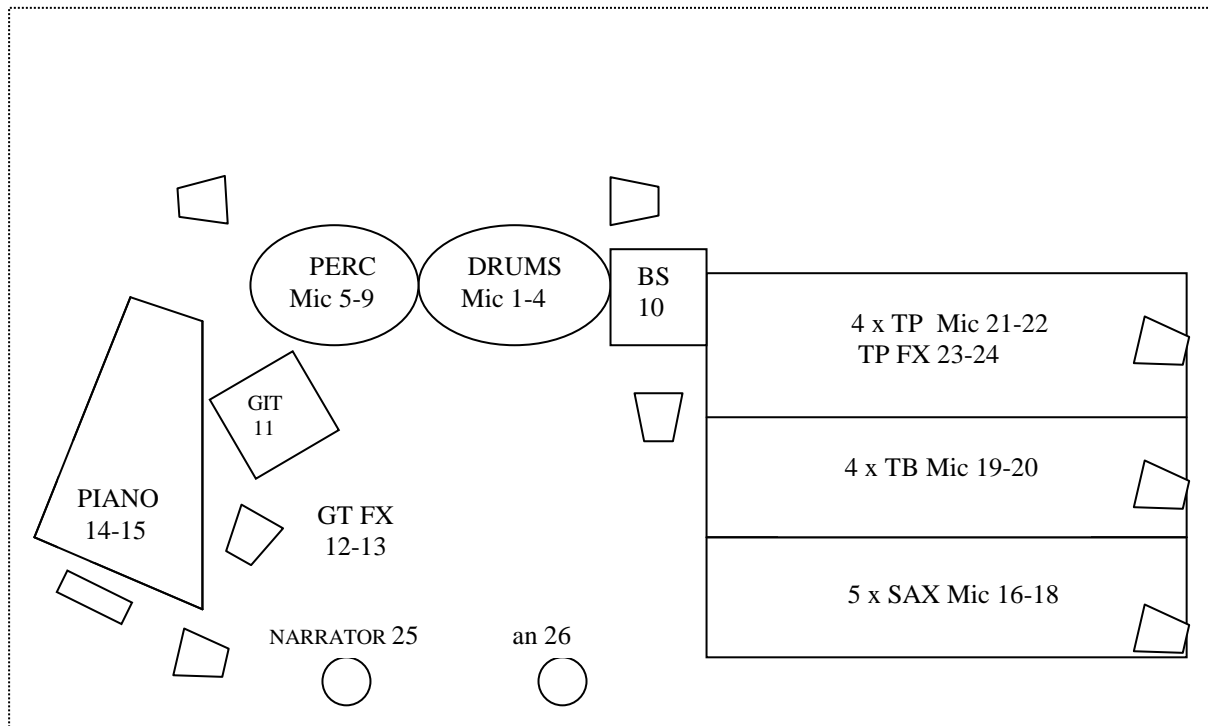 PERC
Mic 5-9
DRUMS
Mic 1-4
BS
10
4 x TP  Mic 21-22
TP FX 23-24
GIT
11
4 x TB Mic 19-20
PIANO
14-15
GT FX
12-13
5 x SAX Mic 16-18
NARRATOR 25
an 26